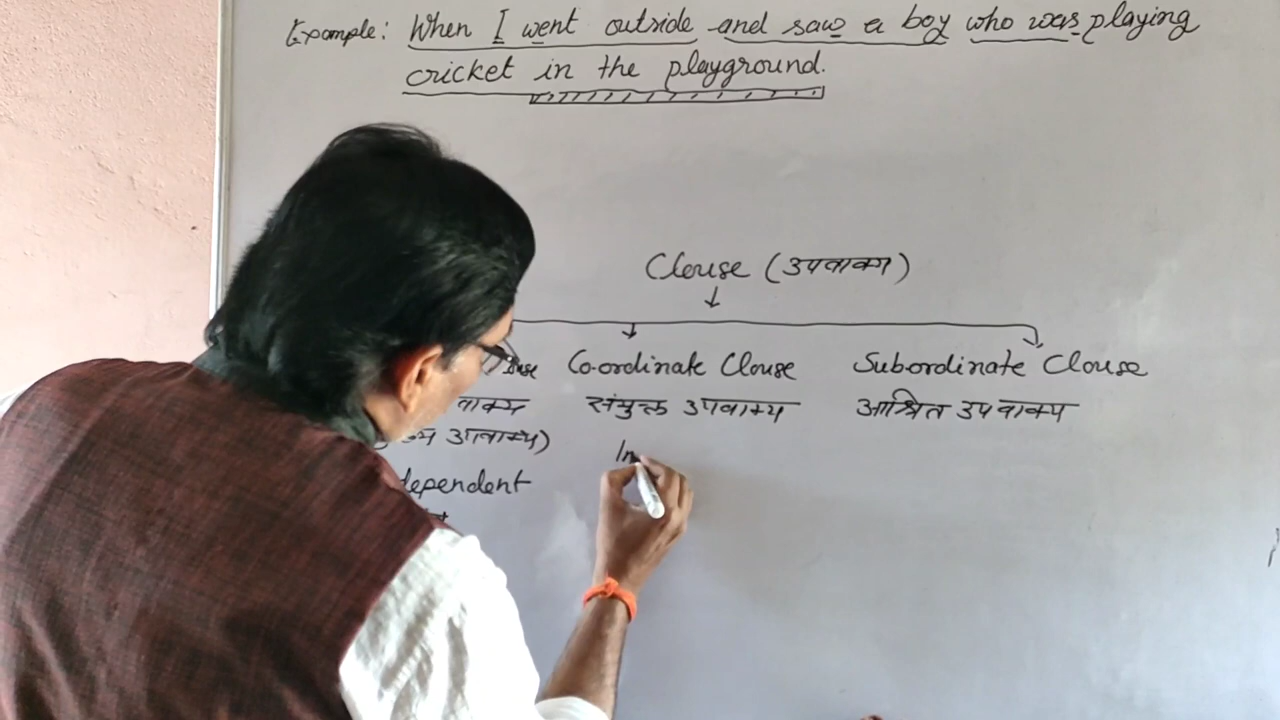 Example: When I went outside and saw a boy who was playing
cricket in the playground.
Clause (उपवाक्य)
Co-ordinate Clause Subordinate Clause
संयुक्त उपवाक्य आश्रित उपवाक्य
In